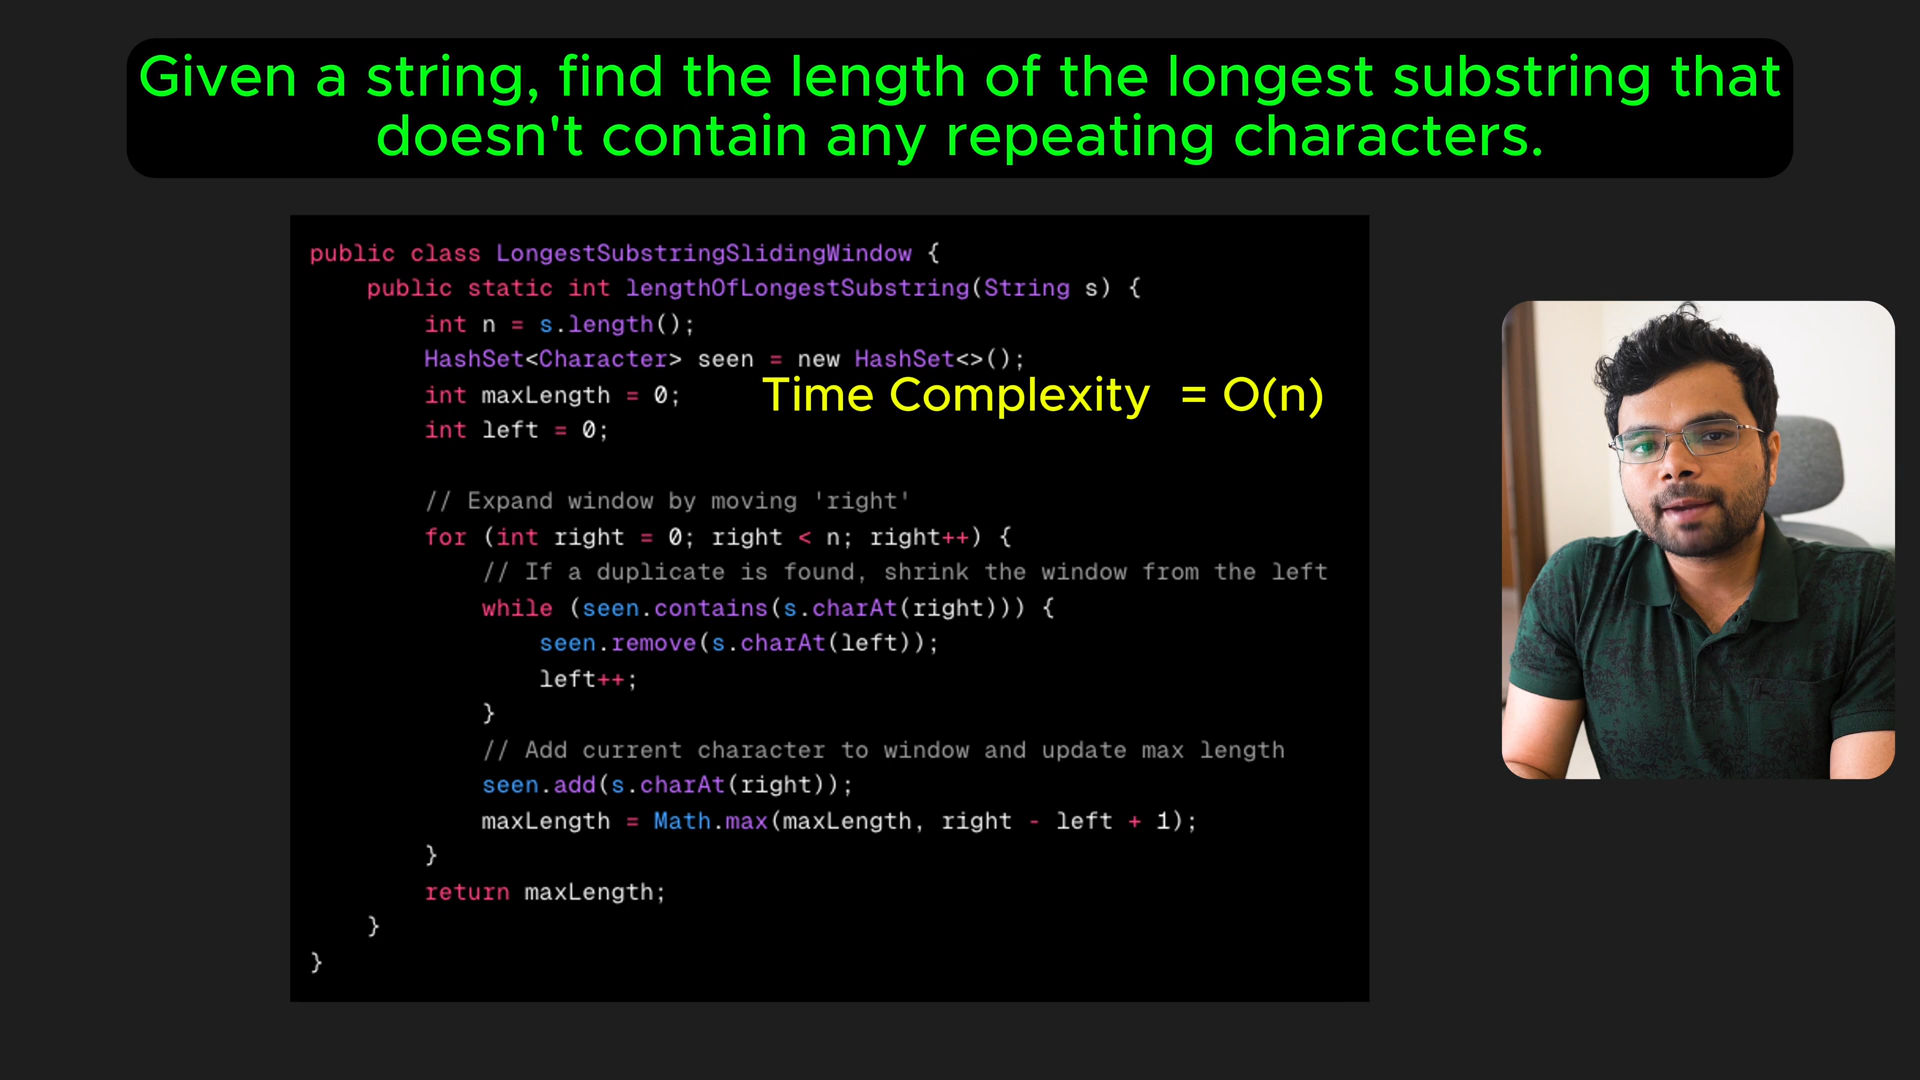 Given a string, find the length of the longest substring that
doesn't contain any repeating characters.
public class LongestSubstringSlidingWindow {
    public static int lengthOfLongestSubstring(String s) {
        int n = s.length();
        HashSet<Character> seen = new HashSet<>();
        int maxLength = 0;
Time Complexity = O(n)
        int left = 0;

        // Expand window by moving 'right'
        for (int right = 0; right < n; right++) {
            // If a duplicate is found, shrink the window from the left
            while (seen.contains(s.charAt(right))) {
                seen.remove(s.charAt(left));
                left++;
            }
            // Add current character to window and update max length
            seen.add(s.charAt(right));
            maxLength = Math.max(maxLength, right - left + 1);
        }
        return maxLength;
    }
}